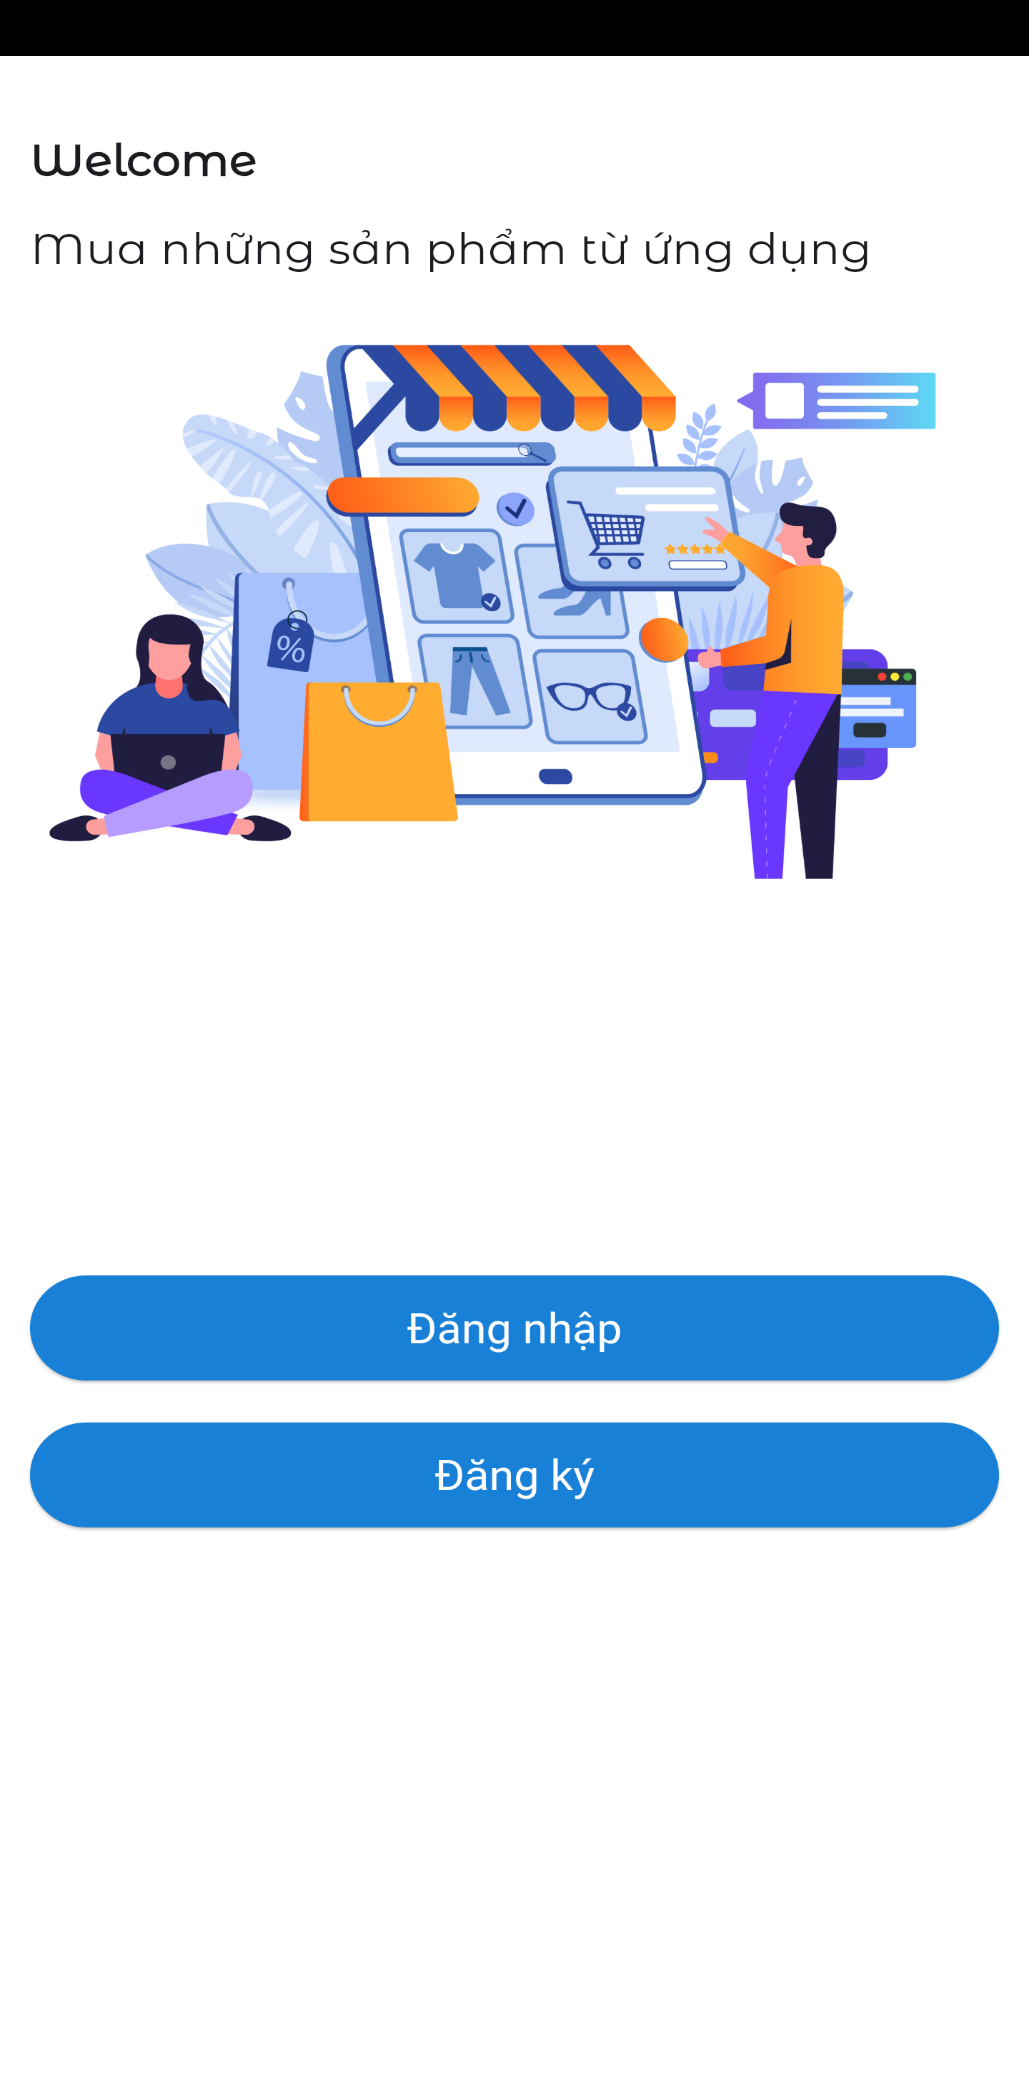 Welcome
Mua những sản phẩm từ ứng dụng
%
Đăng nhập
Đăng ký